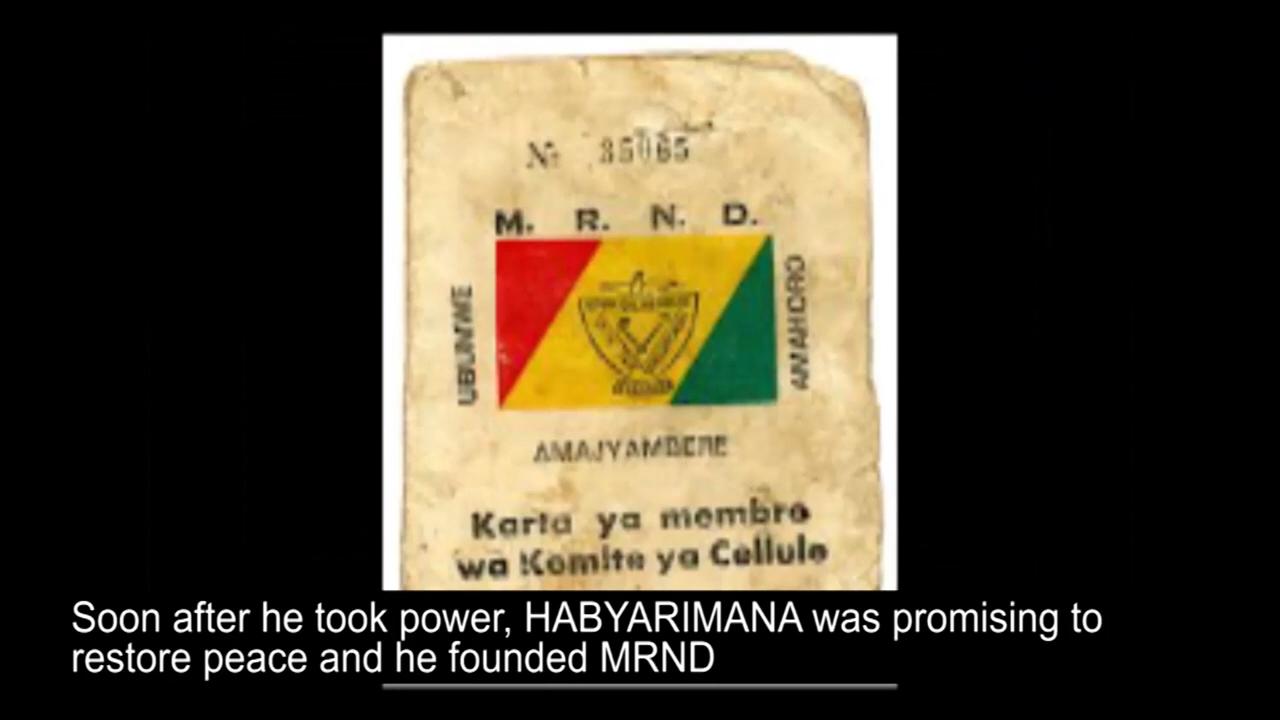 Nº 35065
M. R. N. D.
UBUMWE
AMAHORO
AMAJYAMBERE
Karta ya membre
wa Komite ya Cellule
Soon after he took power, HABYARIMANA was promising to
restore peace and he founded MRND